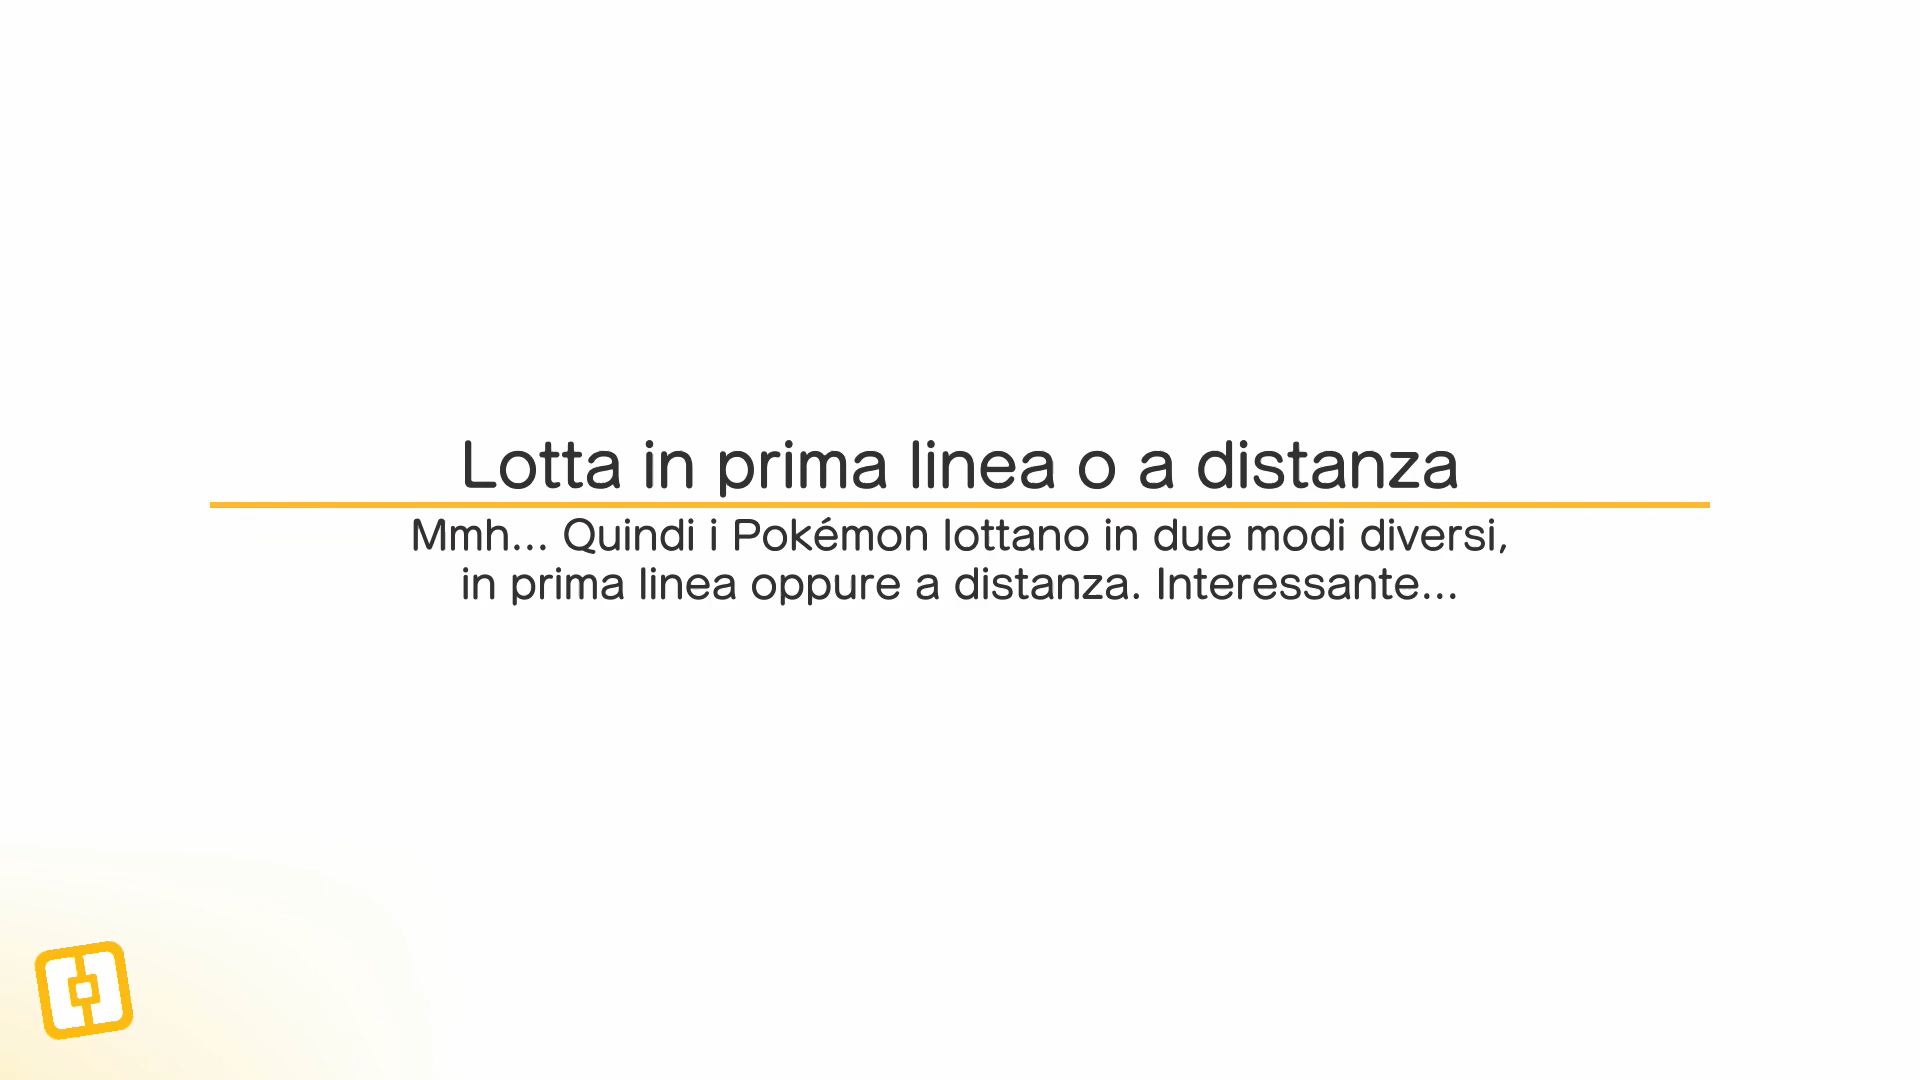 Lotta in prima linea o a distanza
Mmh... Quindi i Pokémon lottano in due modi diversi,
in prima linea oppure a distanza. Interessante...